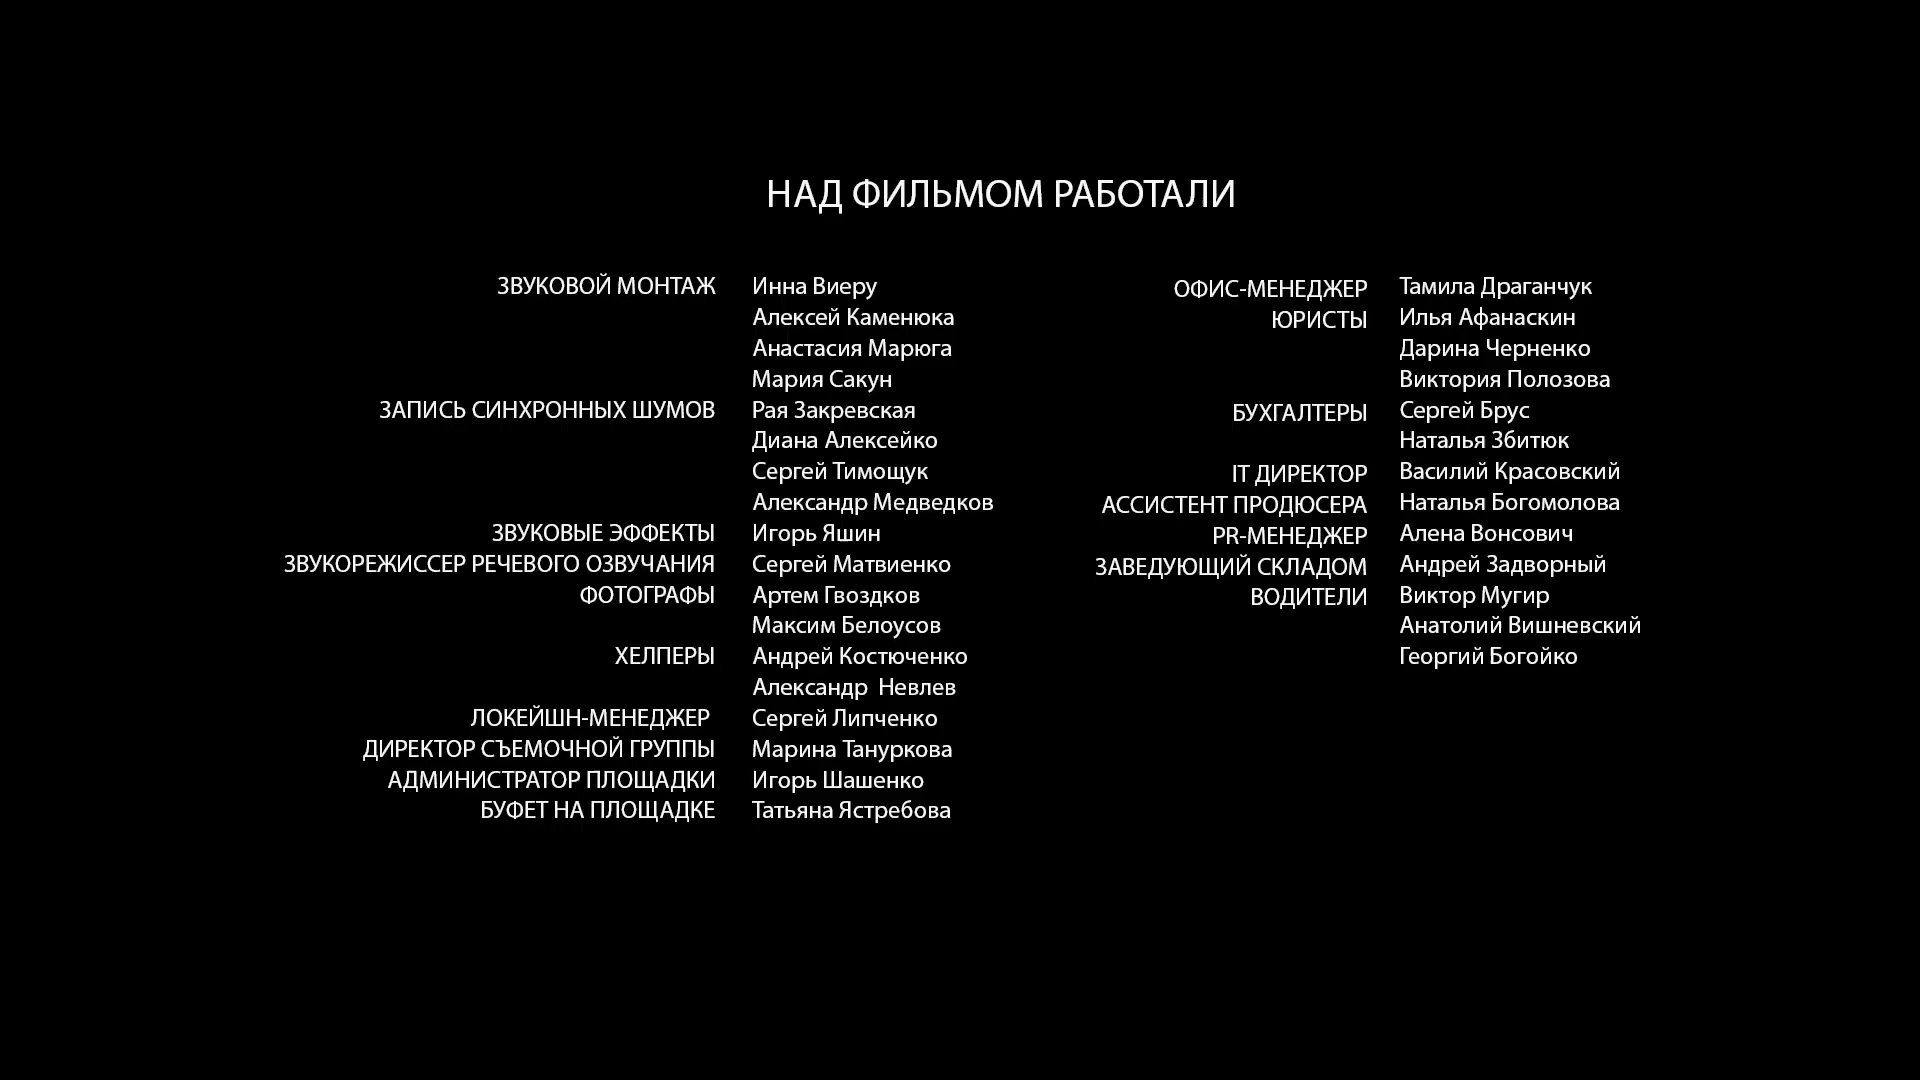 НАД ФИЛЬМОМ РАБОТАЛИ
ЗВУКОВОЙ МОНТАЖ Инна Виеру
Алексей Каменюка
Анастасия Марюга
Мария Сакун
ЗАПИСЬ СИНХРОННЫХ ШУМОВ Рая Закревская
Диана Алексейко
Сергей Тимощук
Александр Медведков
ЗВУКОВЫЕ ЭФФЕКТЫ Игорь Яшин
ЗВУКОРЕЖИССЕР РЕЧЕВОГО ОЗВУЧАНИЯ Сергей Матвиенко
ФОТОГРАФЫ Артем Гвоздков
Максим Белоусов
ХЕЛПЕРЫ Андрей Костюченко
Александр Невлев
ЛОКЕЙШН-МЕНЕДЖЕР Сергей Липченко
ДИРЕКТОР СЪЕМОЧНОЙ ГРУППЫ Марина Тануркова
АДМИНИСТРАТОР ПЛОЩАДКИ Игорь Шашенко
БУФЕТ НА ПЛОЩАДКЕ Татьяна Ястребова
ОФИС-МЕНЕДЖЕР Тамила Драганчук
ЮРИСТЫ Илья Афанаскин
Дарина Черненко
Виктория Полозова
БУХГАЛТЕРЫ Сергей Брус
Наталья Збитюк
IT ДИРЕКТОР Василий Красовский
АССИСТЕНТ ПРОДЮСЕРА Наталья Богомолова
PR-МЕНЕДЖЕР Алена Вонсович
ЗАВЕДУЮЩИЙ СКЛАДОМ Андрей Задворный
ВОДИТЕЛИ Виктор Мугир
Анатолий Вишневский
Георгий Богойко